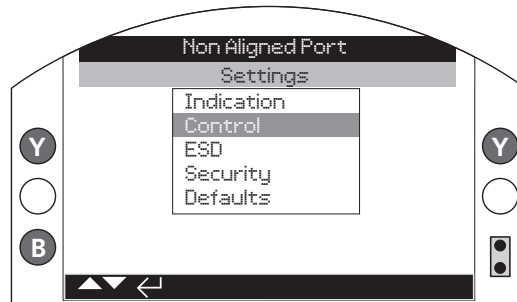 Non Aligned Port
Settings
Indication
Control
ESD
Security
Defaults
Y
Y
B